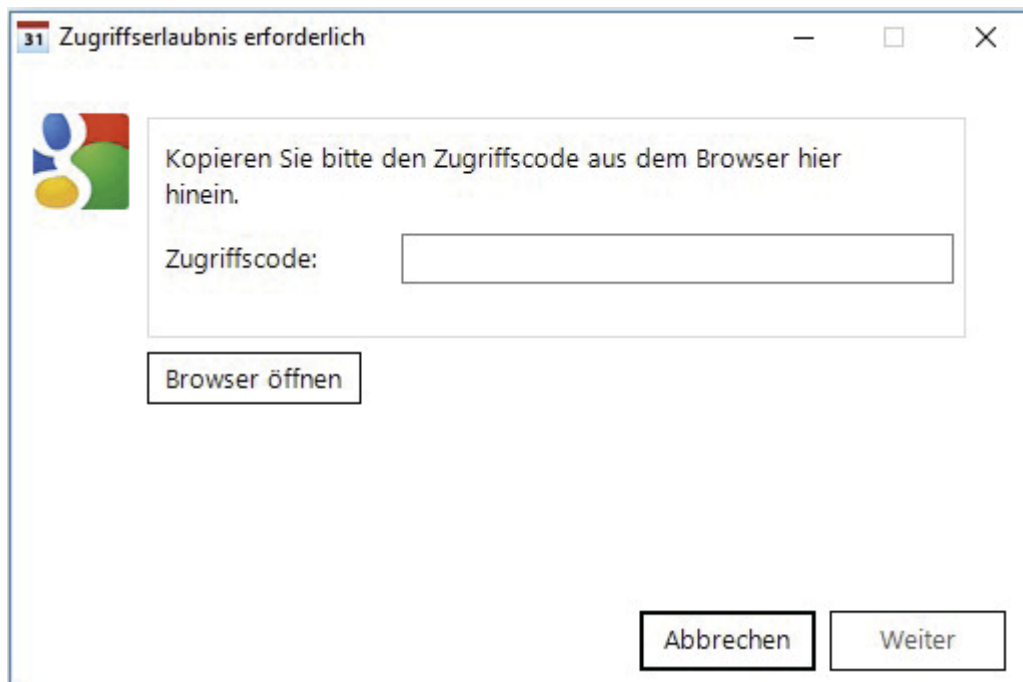 31 Zugriffserlaubnis erforderlich
Kopieren Sie bitte den Zugriffscode aus dem Browser hier
hinein.
Zugriffscode:
Browser öffnen
Abbrechen Weiter